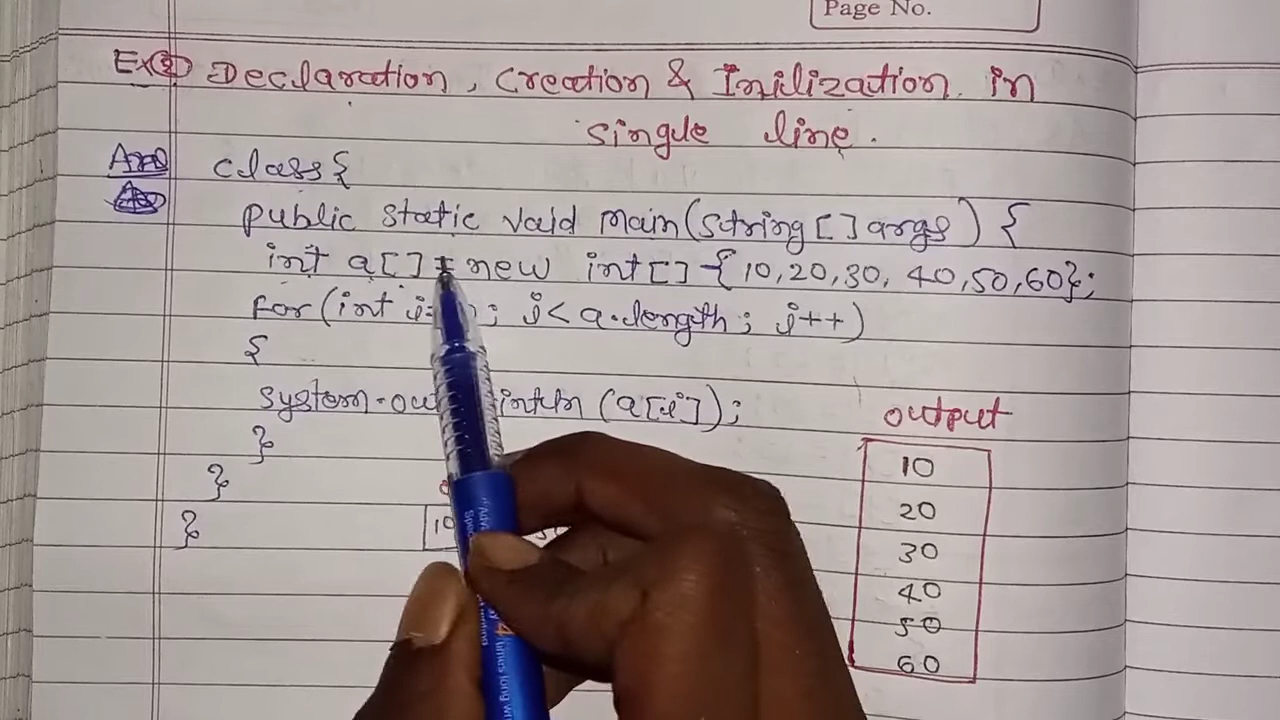 Page No.
Ex② Declaration, Creation & Inilization in
single line.
Ans class{
public static void main(string[]args) {
int a[]=new int[]{10,20,30, 40,50,60};
for(int i= ; i<a.length; i++)
{
system.out intln (a[i]);
}
}
}
output
10
20
30
40
50
60
10